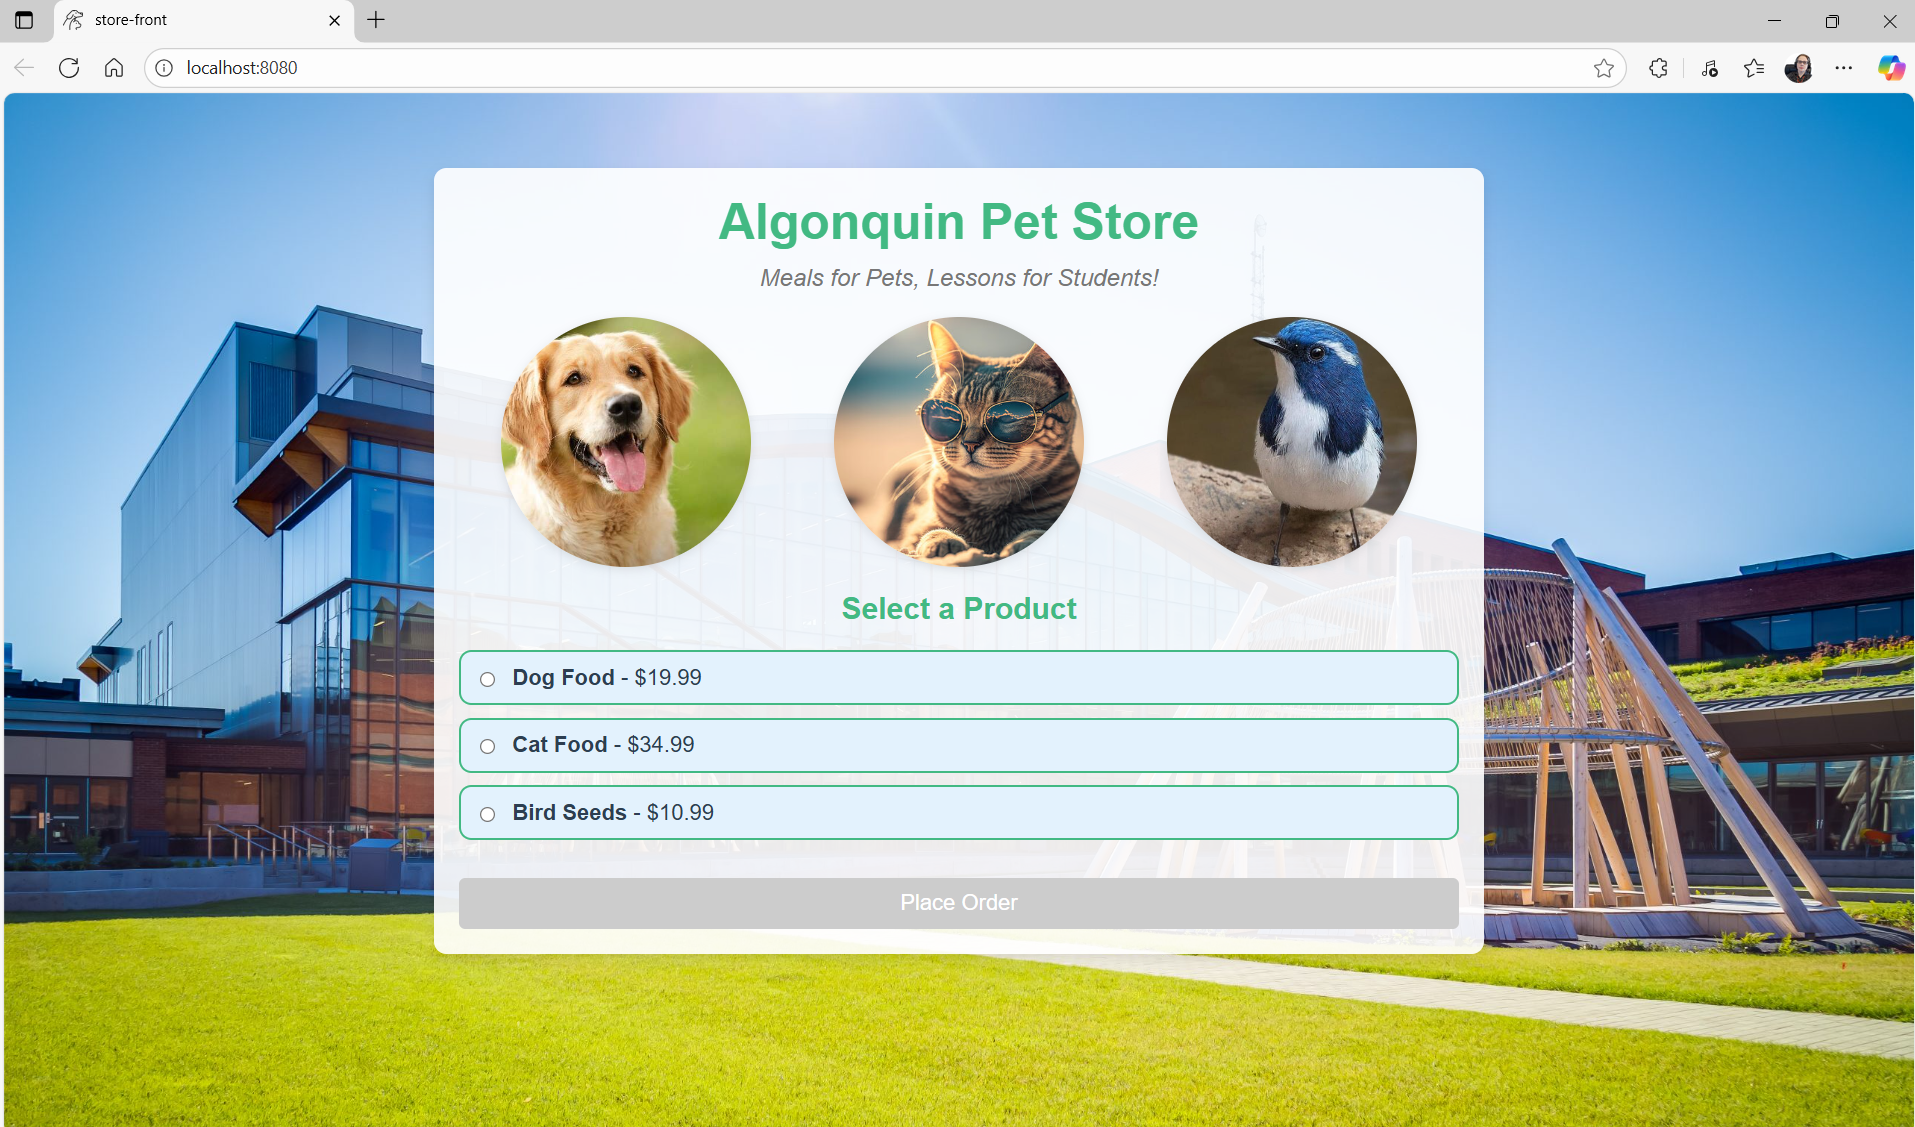 store-front
localhost:8080
Algonquin Pet Store
Meals for Pets, Lessons for Students!
Select a Product
Dog Food - $19.99
Cat Food - $34.99
Bird Seeds - $10.99
Place Order